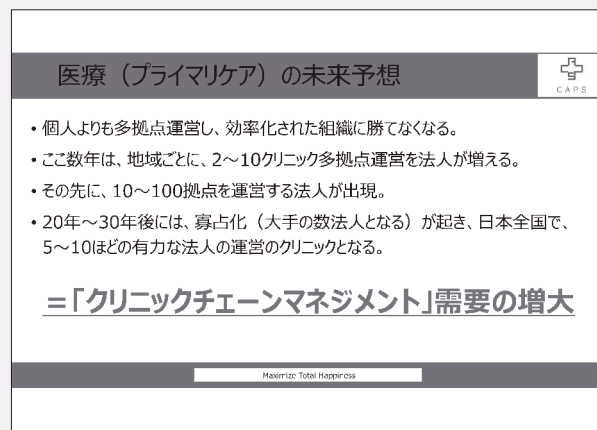 医療（プライマリケア）の未来予想
CAPS
• 個人よりも多拠点運営し、効率化された組織に勝てなくなる。
• ここ数年は、地域ごとに、2～10クリニック多拠点運営を法人が増える。
• その先に、10～100拠点を運営する法人が出現。
• 20年～30年後には、寡占化（大手の数法人となる）が起き、日本全国で、
5～10ほどの有力な法人の運営のクリニックとなる。
＝「クリニックチェーンマネジメント」需要の増大
Maximize Total Happiness